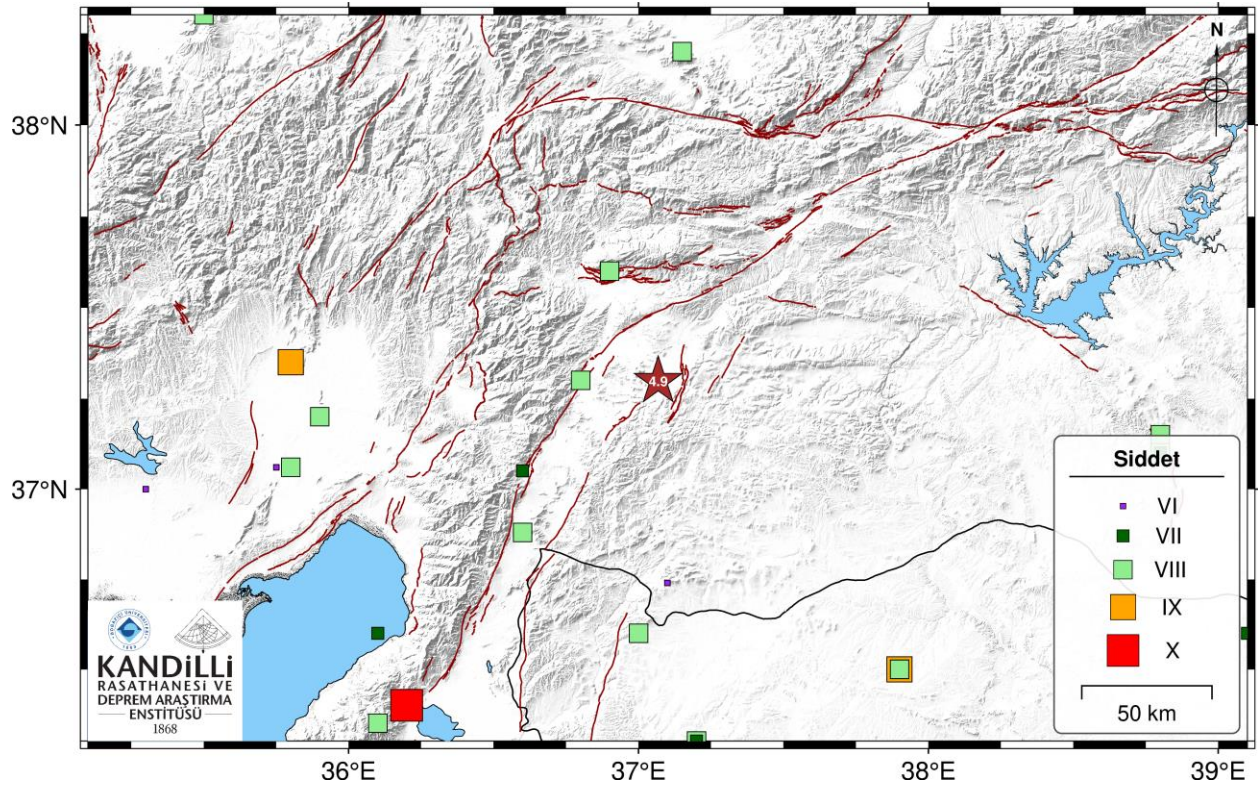 N
38°N
37°N
4.9
Siddet
VI
VII
VIII
IX
X
50 km
KANDiLLi
RASATHANESİ VE
DEPREM ARAŞTIRMA
ENSTİTÜSÜ
1868
36°E
37°E
38°E
39°E